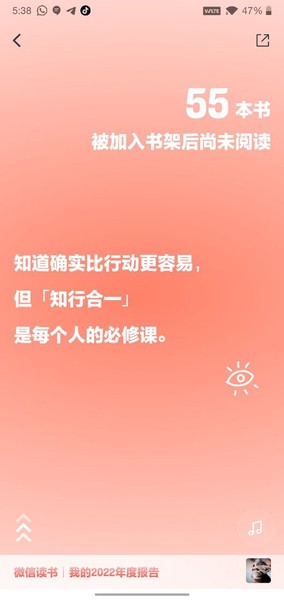 5:38
VoLTE
47%
55 本书
被加入书架后尚未阅读
知道确实比行动更容易，
但「知行合一」
是每个人的必修课。
微信读书｜我的2022年度报告